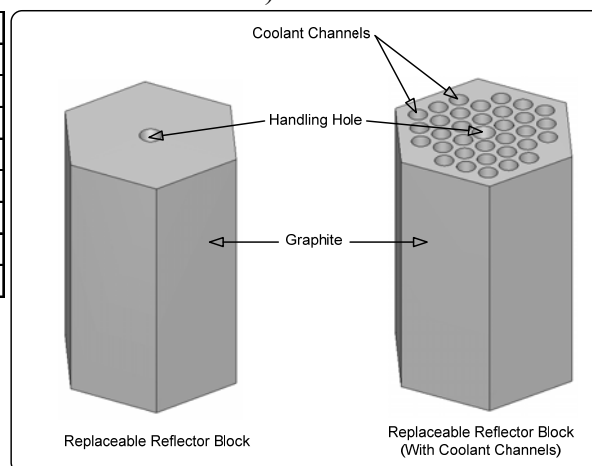 Coolant Channels
Handling Hole
Graphite
Replaceable Reflector Block
Replaceable Reflector Block
(With Coolant Channels)